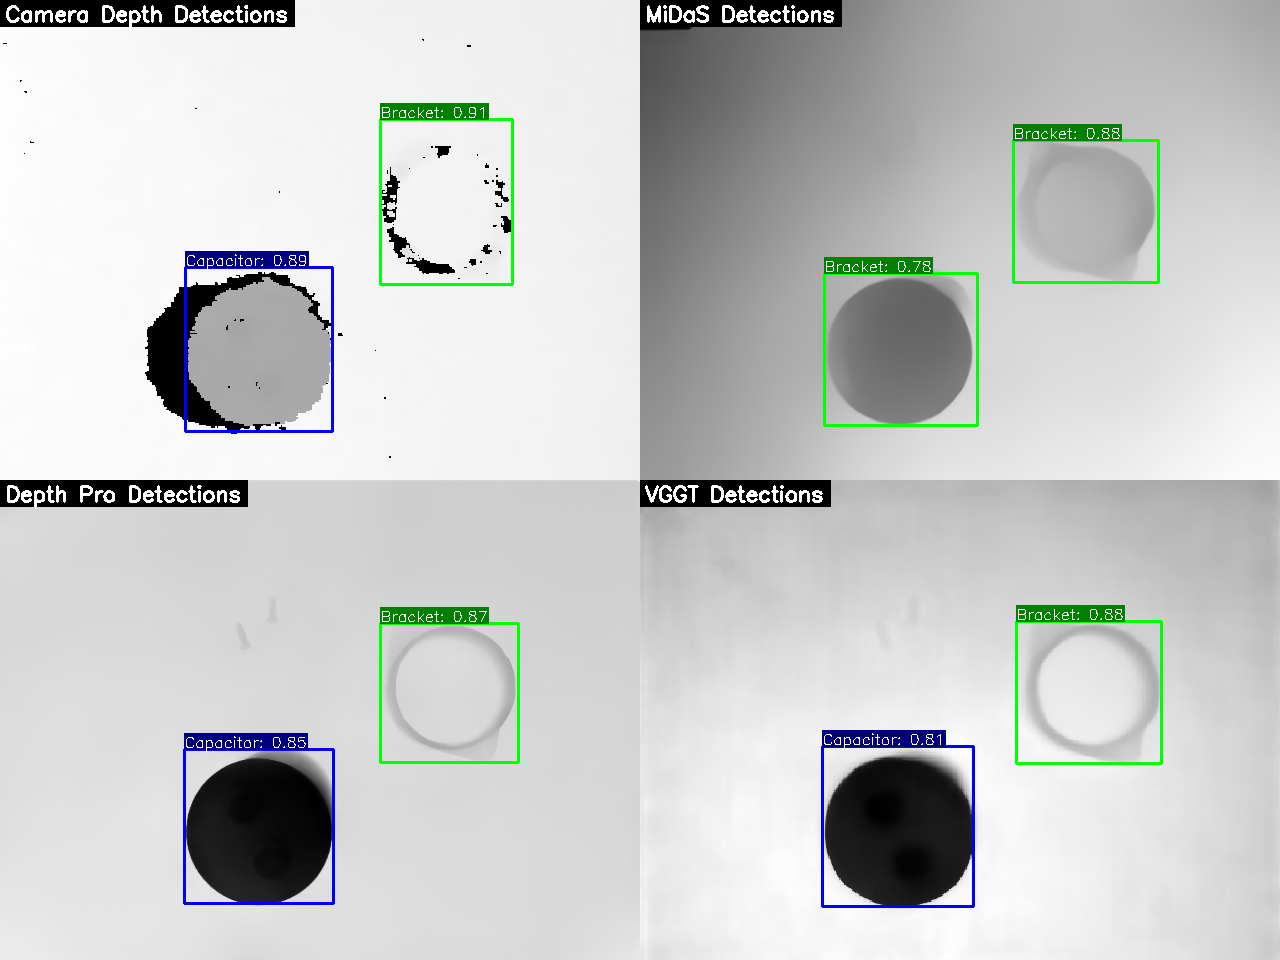 Camera Depth Detections
MiDaS Detections
Bracket: 0.91
Bracket: 0.88
Capacitor: 0.89
Bracket: 0.78
Depth Pro Detections
VGGT Detections
Bracket: 0.87
Bracket: 0.88
Capacitor: 0.85
Capacitor: 0.81